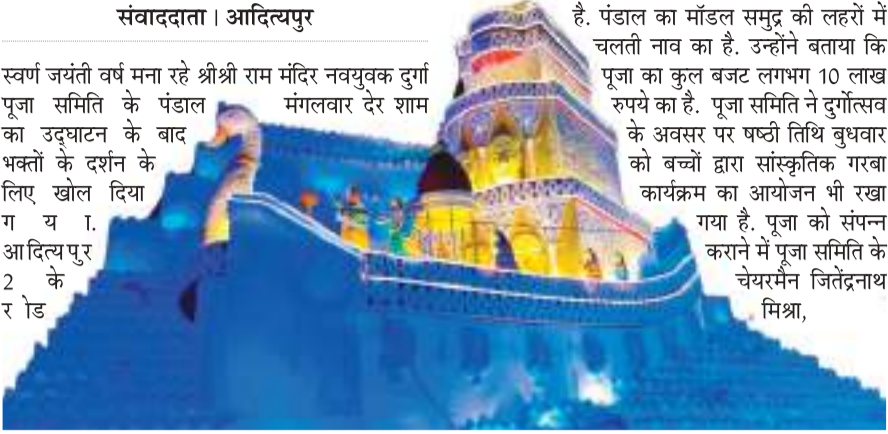 संवाददाता | आदित्यपुर
स्वर्ण जयंती वर्ष मना रहे श्रीश्री राम मंदिर नवयुवक दुर्गा
पूजा समिति के पंडाल मंगलवार देर शाम
का उद्घाटन के बाद
भक्तों के दर्शन के
लिए खोल दिया
ग या.
आदित्यपुर
2 के
रोड
है. पंडाल का मॉडल समुद्र की लहरों में
चलती नाव का है. उन्होंने बताया कि
पूजा का कुल बजट लगभग 10 लाख
रुपये का है. पूजा समिति ने दुर्गोत्सव
के अवसर पर षष्ठी तिथि बुधवार
को बच्चों द्वारा सांस्कृतिक गरबा
कार्यक्रम का आयोजन भी रखा
गया है. पूजा को संपन्न
कराने में पूजा समिति के
चेयरमैन जितेंद्रनाथ
मिश्रा,